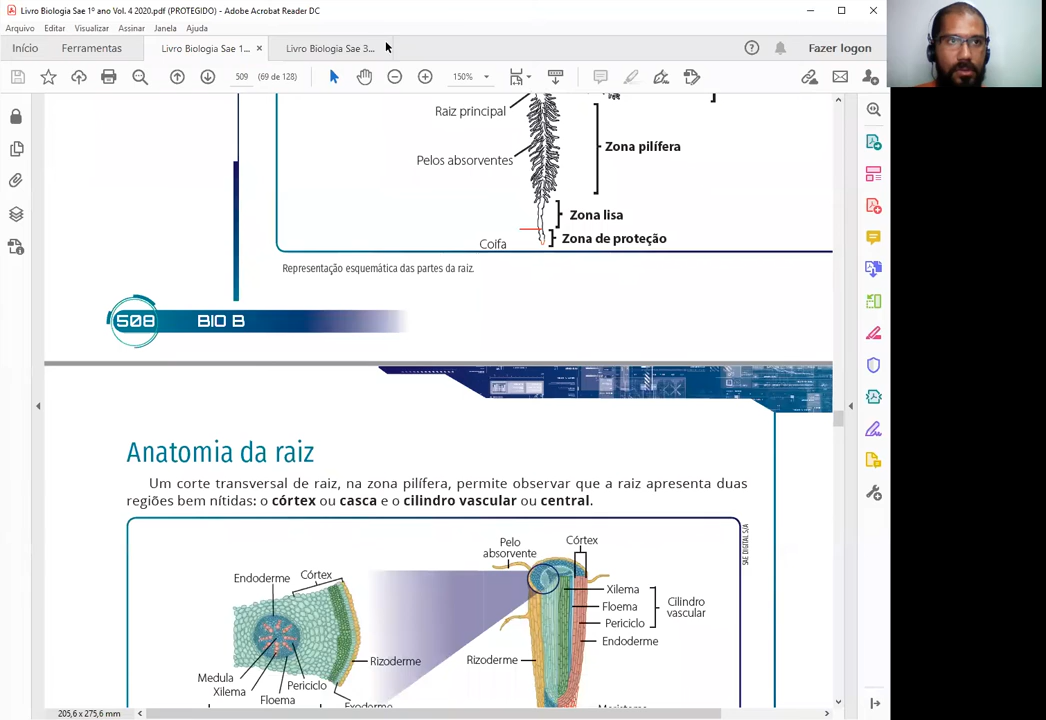 Livro Biologia Sae 1º ano Vol. 4 2020.pdf (PROTEGIDO) - Adobe Acrobat Reader DC
Arquivo Editar Visualizar Assinar Janela Ajuda
Início Ferramentas Livro Biologia Sae 1... × Livro Biologia Sae 3... Fazer logon
509 (69 de 128) 150%
Raiz principal
Zona pilífera
Pelos absorventes
Zona lisa
Zona de proteção
Coifa
Representação esquemática das partes da raiz.
508 BIO B
Anatomia da raiz
Um corte transversal de raiz, na zona pilífera, permite observar que a raiz apresenta duas
regiões bem nítidas: o córtex ou casca e o cilindro vascular ou central.
SAE DIGITAL S/A
Pelo
absorvente
Córtex
Endoderme
Córtex
Xilema
Floema
Periciclo
Cilindro
vascular
Endoderme
Rizoderme
Rizoderme
Medula
Xilema
Floema
Periciclo
Exoderme
205,6 x 275,6 mm